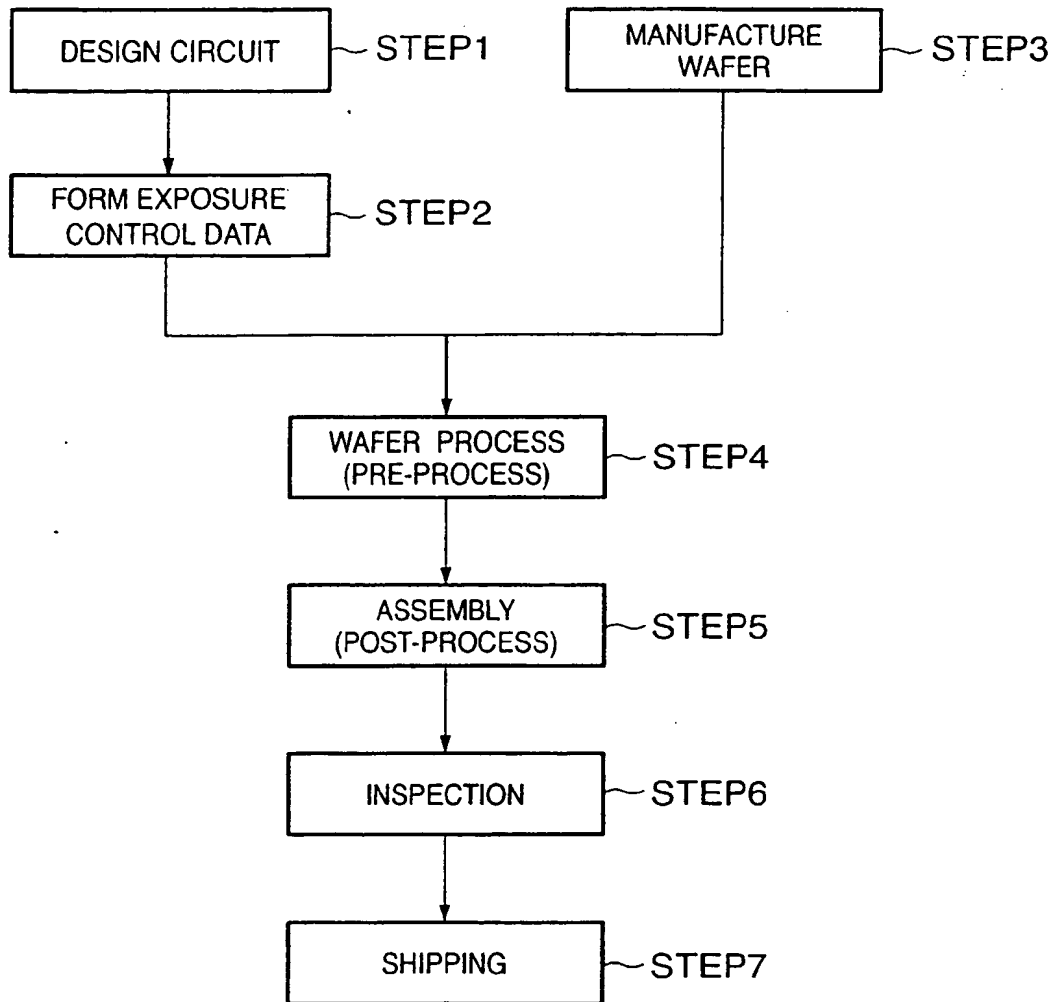 DESIGN CIRCUIT
STEP1
MANUFACTURE
WAFER
STEP3
FORM EXPOSURE
CONTROL DATA
STEP2
WAFER PROCESS
(PRE-PROCESS)
STEP4
ASSEMBLY
(POST-PROCESS)
STEP5
INSPECTION
STEP6
SHIPPING
STEP7